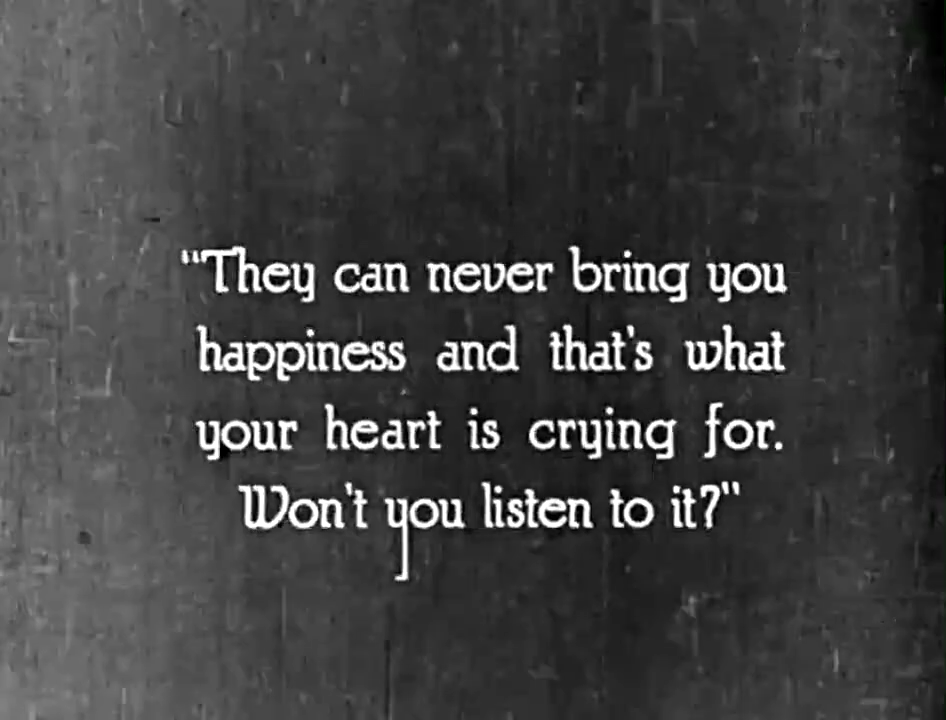 "They can never bring you
happiness and that's what
your heart is crying for.
Won't you listen to it?"